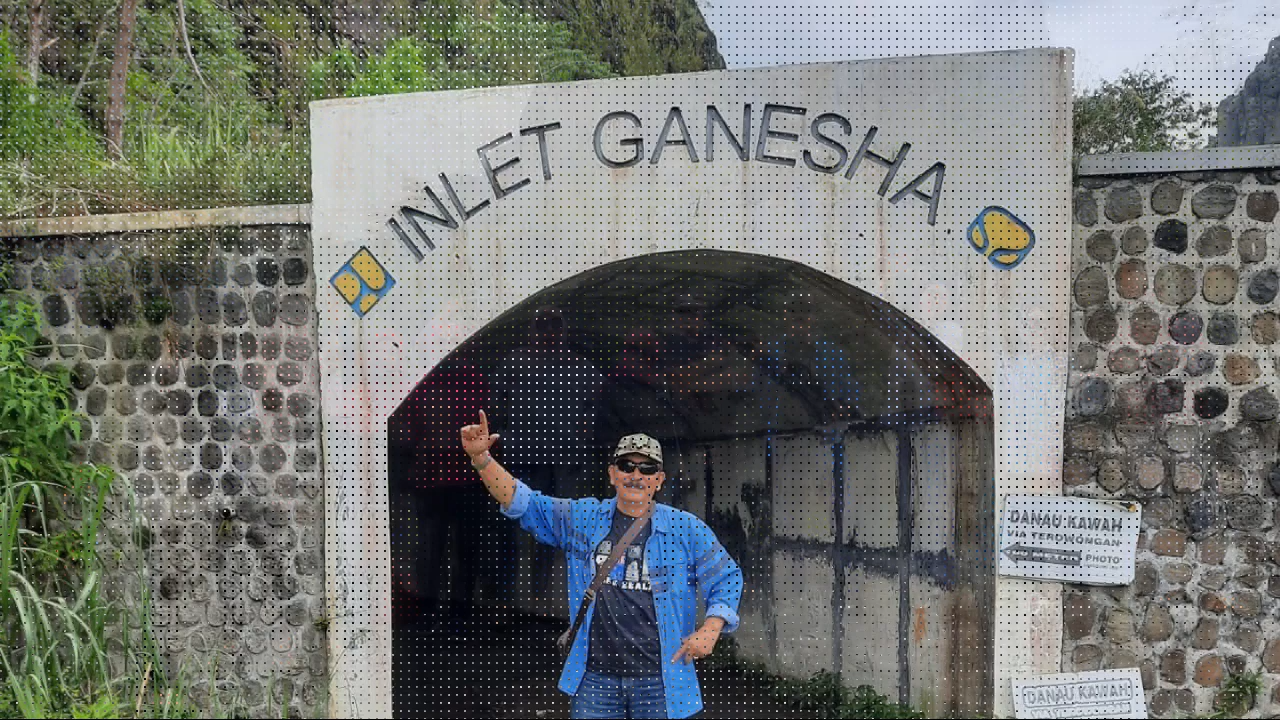 INLET GANESHA
DANAU KAWAH
VIA TEROWONGAN
PHOTO
DANAU KAWAH